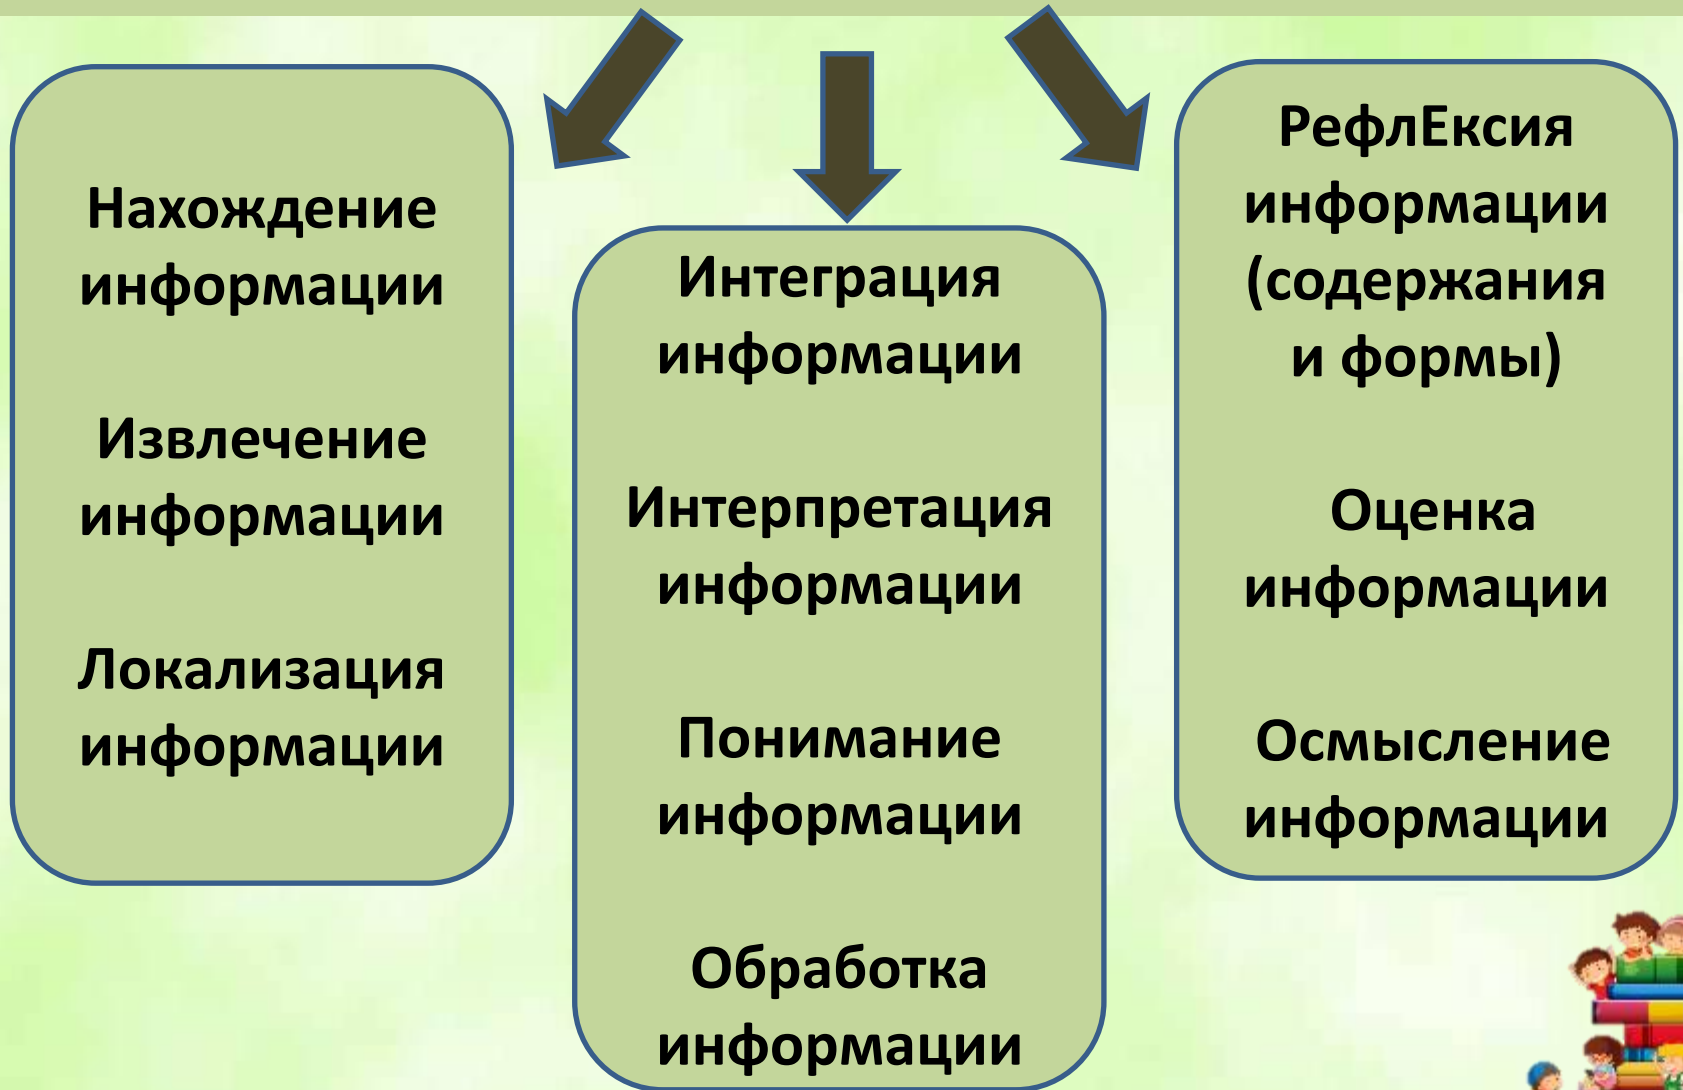 Нахождение
информации
Извлечение
информации
Локализация
информации
Интеграция
информации
Интерпретация
информации
Понимание
информации
Обработка
информации
РефлЕксия
информации
(содержания
и формы)
Оценка
информации
Осмысление
информации